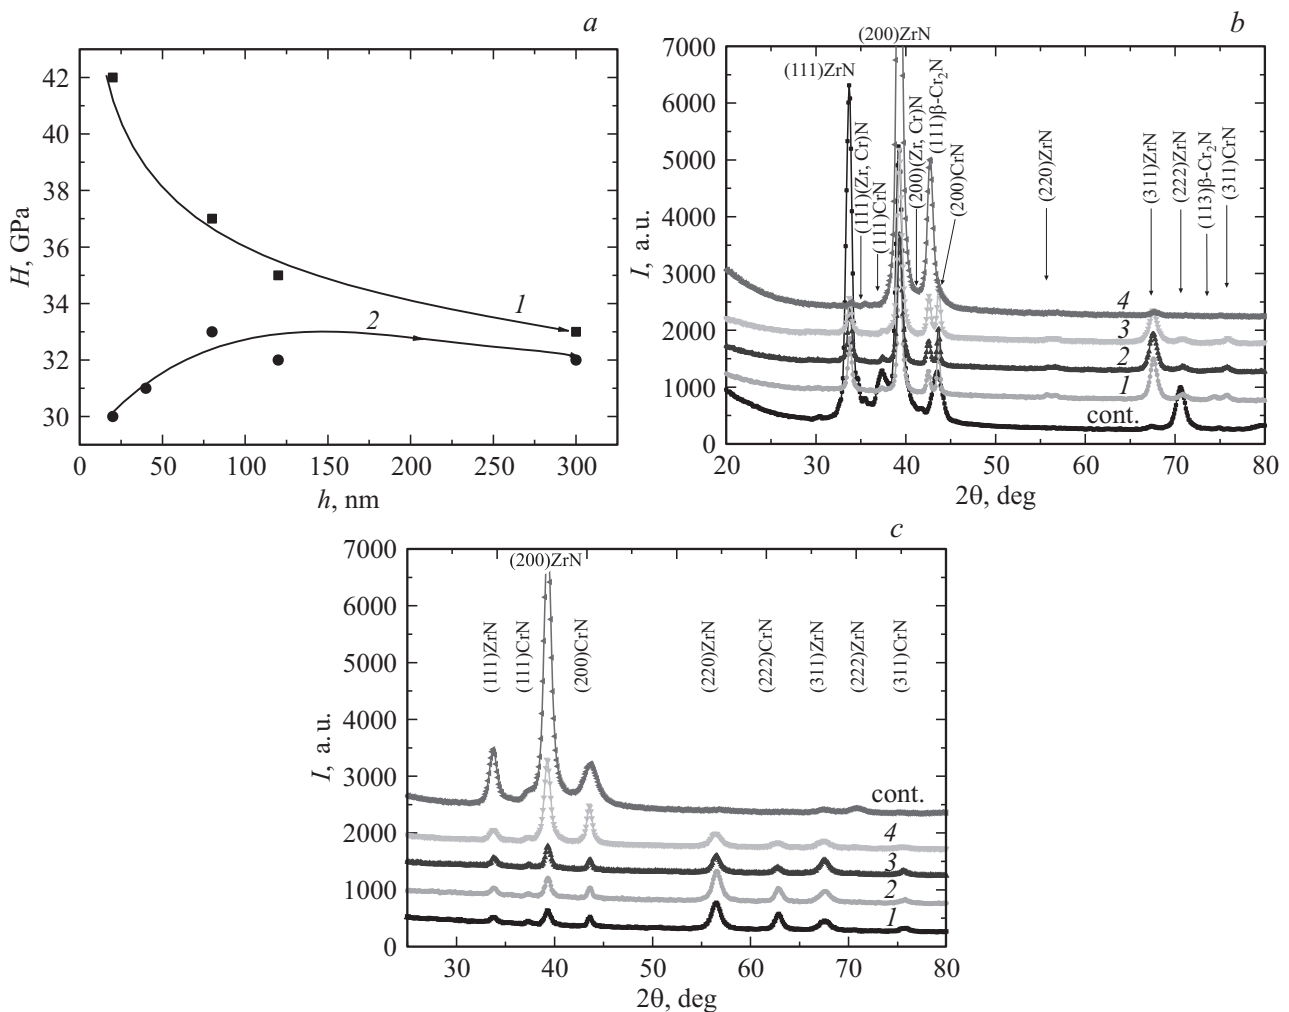 a
42
40
38
36
34
32
30
H, GPa
1
2
0
50
100
150
200
250
300
h, nm
b
7000
6000
5000
4000
3000
2000
1000
0
I, a.u.
(200)ZrN
(111)ZrN
(111)(Zr, Cr)N
(111)CrN
(200)(Zr, Cr)N
(111)β-Cr₂N
(200)CrN
(220)ZrN
(311)ZrN
(222)ZrN
(113)β-Cr₂N
(311)CrN
4
3
2
1
cont.
20
30
40
50
60
70
80
2θ, deg
c
7000
6000
5000
4000
3000
2000
1000
0
I, a.u.
(200)ZrN
(111)ZrN
(111)CrN
(200)CrN
(220)ZrN
(222)CrN
(311)ZrN
(222)ZrN
(311)CrN
cont.
4
3
2
1
30
40
50
60
70
80
2θ, deg